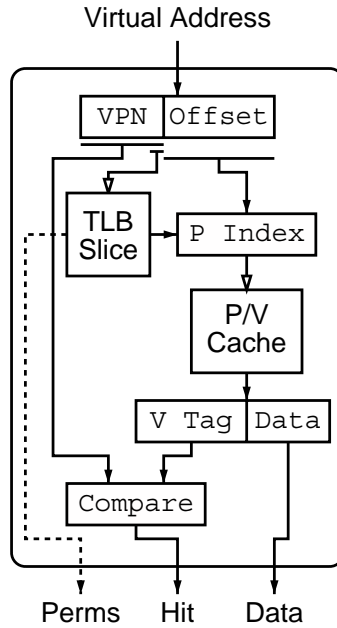 Virtual Address
VPN Offset
TLB
Slice
P Index
P/V
Cache
V Tag Data
Compare
Perms Hit Data